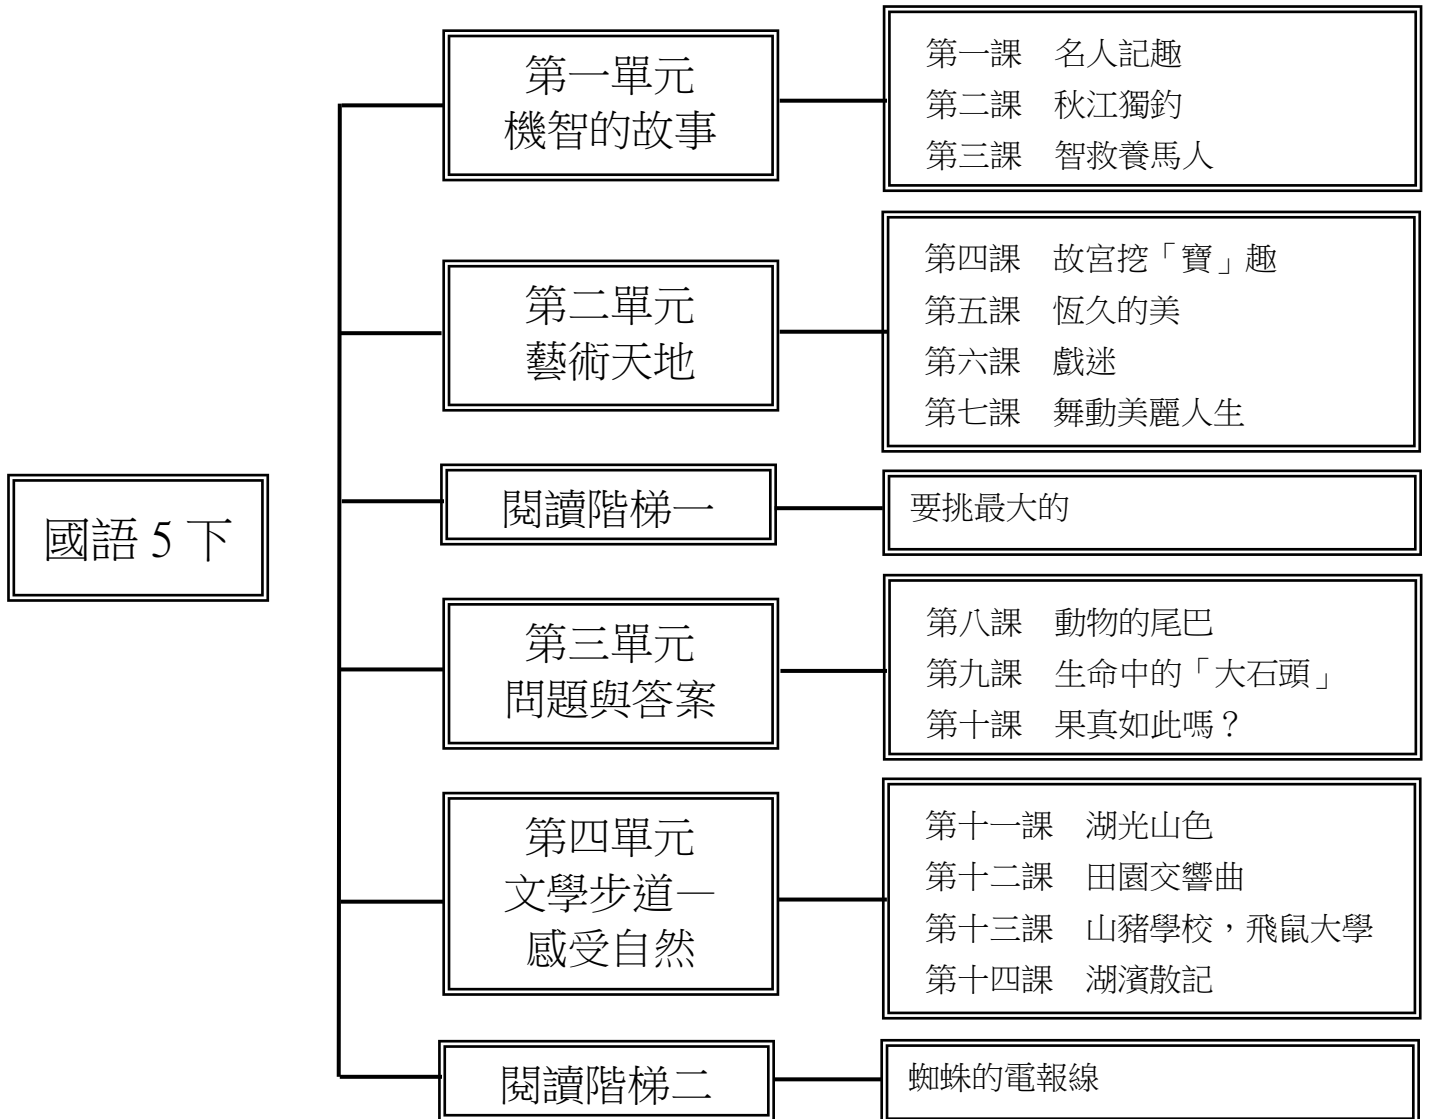 國語 5 下
第一單元
機智的故事
第一課　名人記趣
第二課　秋江獨釣
第三課　智救養馬人
第二單元
藝術天地
第四課　故宮挖「寶」趣
第五課　恆久的美
第六課　戲迷
第七課　舞動美麗人生
閱讀階梯一
要挑最大的
第三單元
問題與答案
第八課　動物的尾巴
第九課　生命中的「大石頭」
第十課　果真如此嗎？
第四單元
文學步道—
感受自然
第十一課　湖光山色
第十二課　田園交響曲
第十三課　山豬學校，飛鼠大學
第十四課　湖濱散記
閱讀階梯二
蜘蛛的電報線